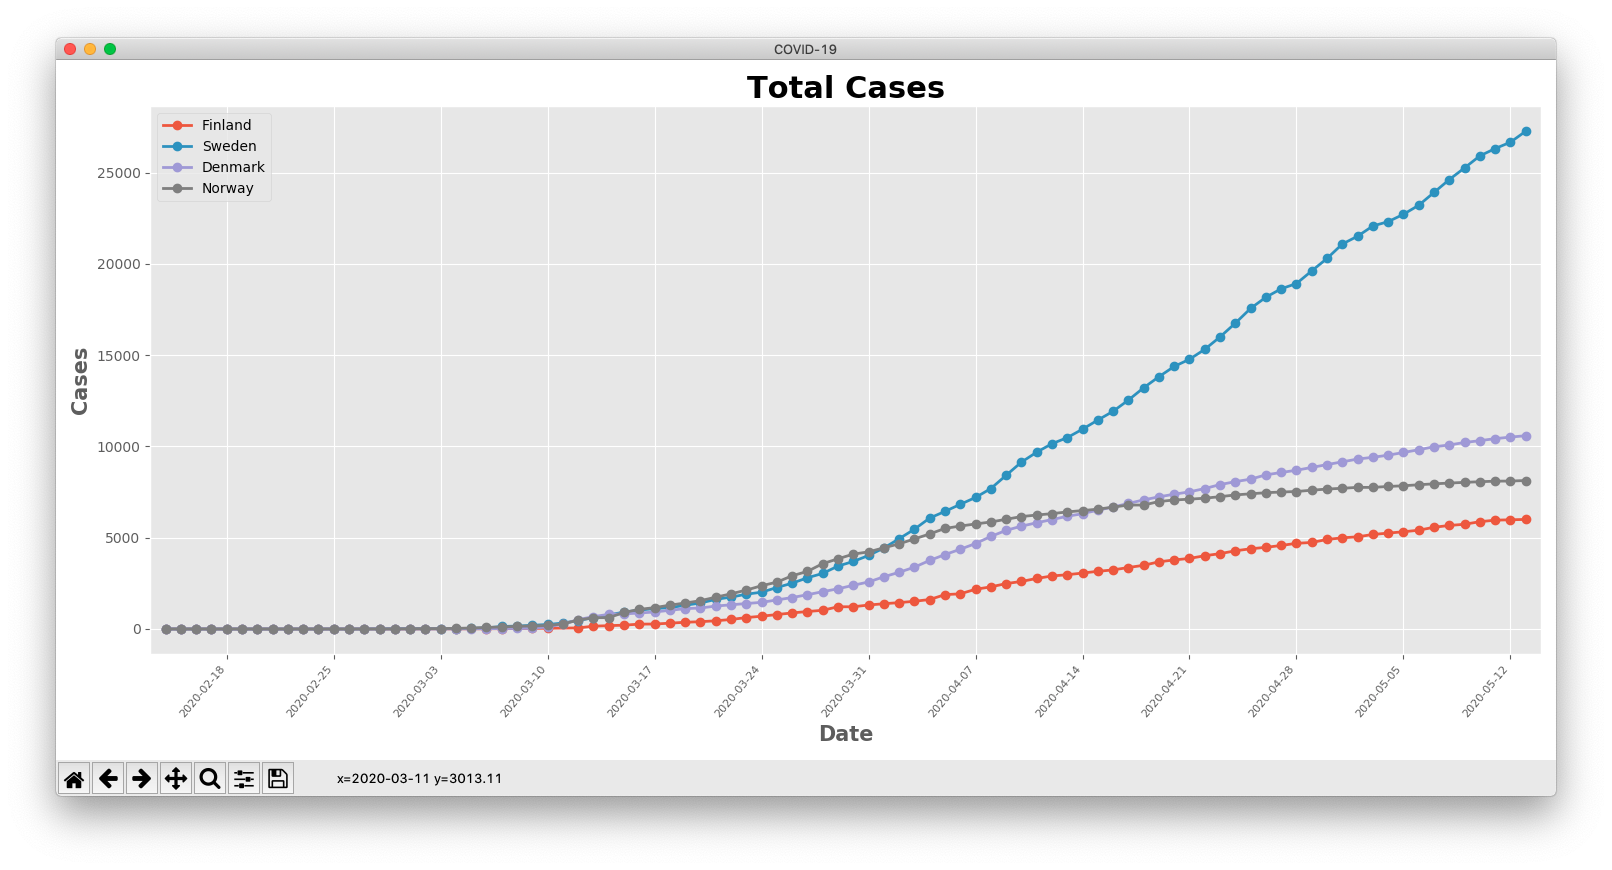 COVID-19
Total Cases
Finland
Sweden
Denmark
Norway
25000
20000
15000
10000
5000
0
Cases
2020-02-18
2020-02-25
2020-03-03
2020-03-10
2020-03-17
2020-03-24
2020-03-31
2020-04-07
2020-04-14
2020-04-21
2020-04-28
2020-05-05
2020-05-12
Date
x=2020-03-11 y=3013.11